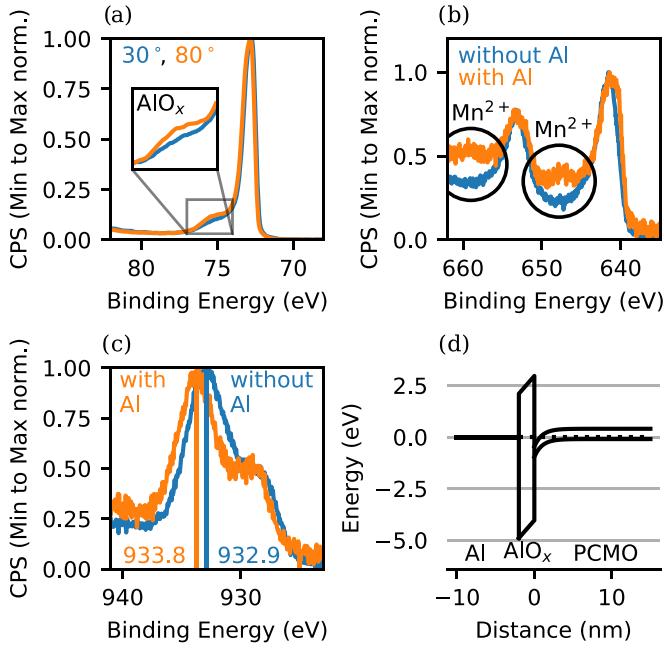 (a)
30°, 80°
AlOₓ
1.00
0.75
0.50
0.25
0.00
CPS (Min to Max norm.)
80
75
70
Binding Energy (eV)
(b)
without Al
with Al
Mn²⁺
Mn²⁺
1.0
0.5
0.0
CPS (Min to Max norm.)
660
650
640
Binding Energy (eV)
(c)
with
Al
without
Al
1.00
0.75
0.50
0.25
0.00
CPS (Min to Max norm.)
933.8
932.9
940
930
Binding Energy (eV)
(d)
2.5
0.0
−2.5
−5.0
Energy (eV)
Al
AlOₓ
PCMO
−10
0
10
Distance (nm)